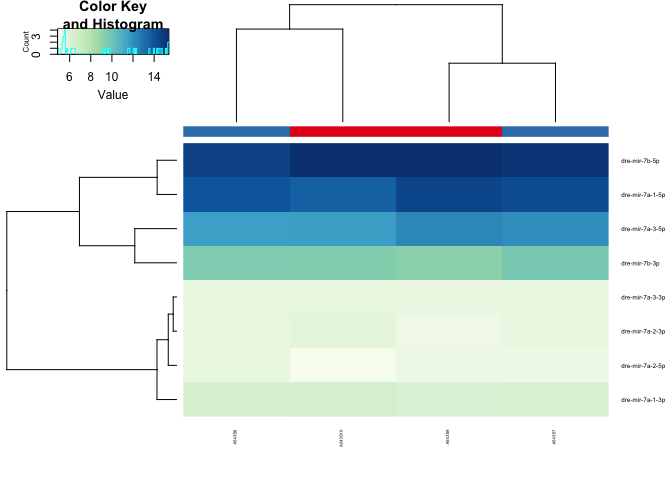 Color Key
and Histogram
Count
0 3
6 8 10 14
Value
dre-mir-7b-5p
dre-mir-7a-1-5p
dre-mir-7a-3-5p
dre-mir-7b-3p
dre-mir-7a-3-3p
dre-mir-7a-2-3p
dre-mir-7a-2-5p
dre-mir-7a-1-3p